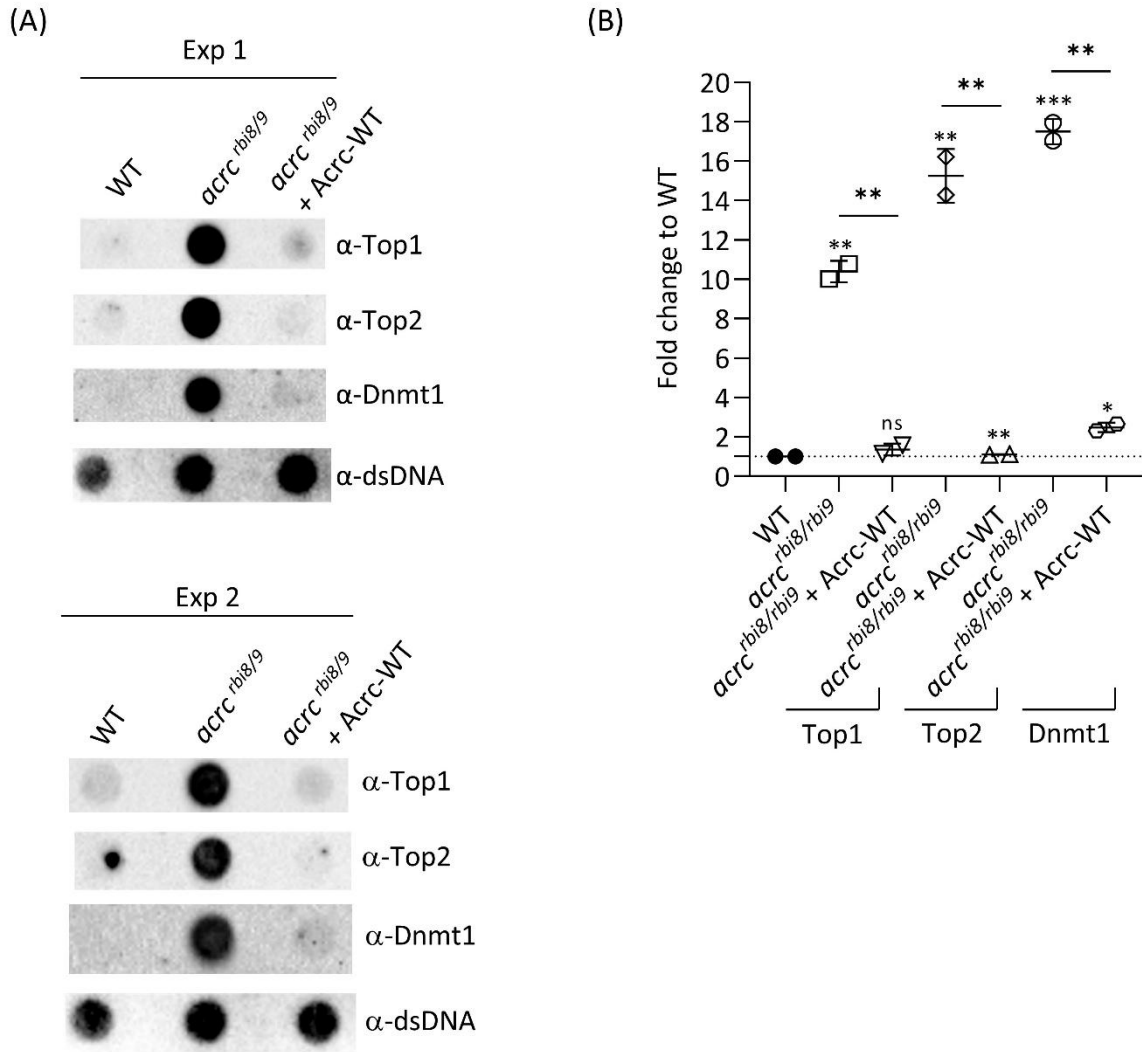 (A)
Exp 1
WT
acrc rbi8/9
acrc rbi8/9
+ Acrc-WT
α-Top1
α-Top2
α-Dnmt1
α-dsDNA
Exp 2
WT
acrc rbi8/9
acrc rbi8/9
+ Acrc-WT
α-Top1
α-Top2
α-Dnmt1
α-dsDNA
(B)
Fold change to WT
20
18
16
14
12
10
8
6
4
2
1
0
**
**
ns
**
**
**
**
***
*
WT
acrc rbi8/rbi9
acrc rbi8/rbi9 + Acrc-WT
acrc rbi8/rbi9
acrc rbi8/rbi9 + Acrc-WT
acrc rbi8/rbi9
acrc rbi8/rbi9 + Acrc-WT
Top1
Top2
Dnmt1